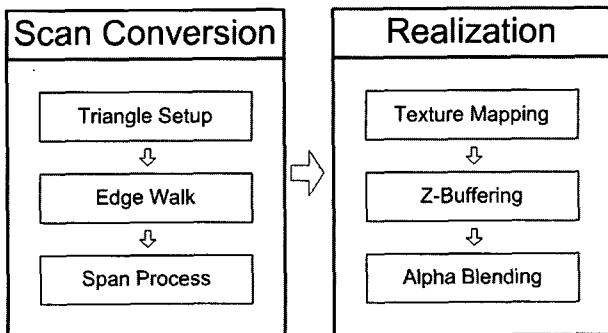 Scan Conversion
Triangle Setup
Edge Walk
Span Process
Realization
Texture Mapping
Z-Buffering
Alpha Blending